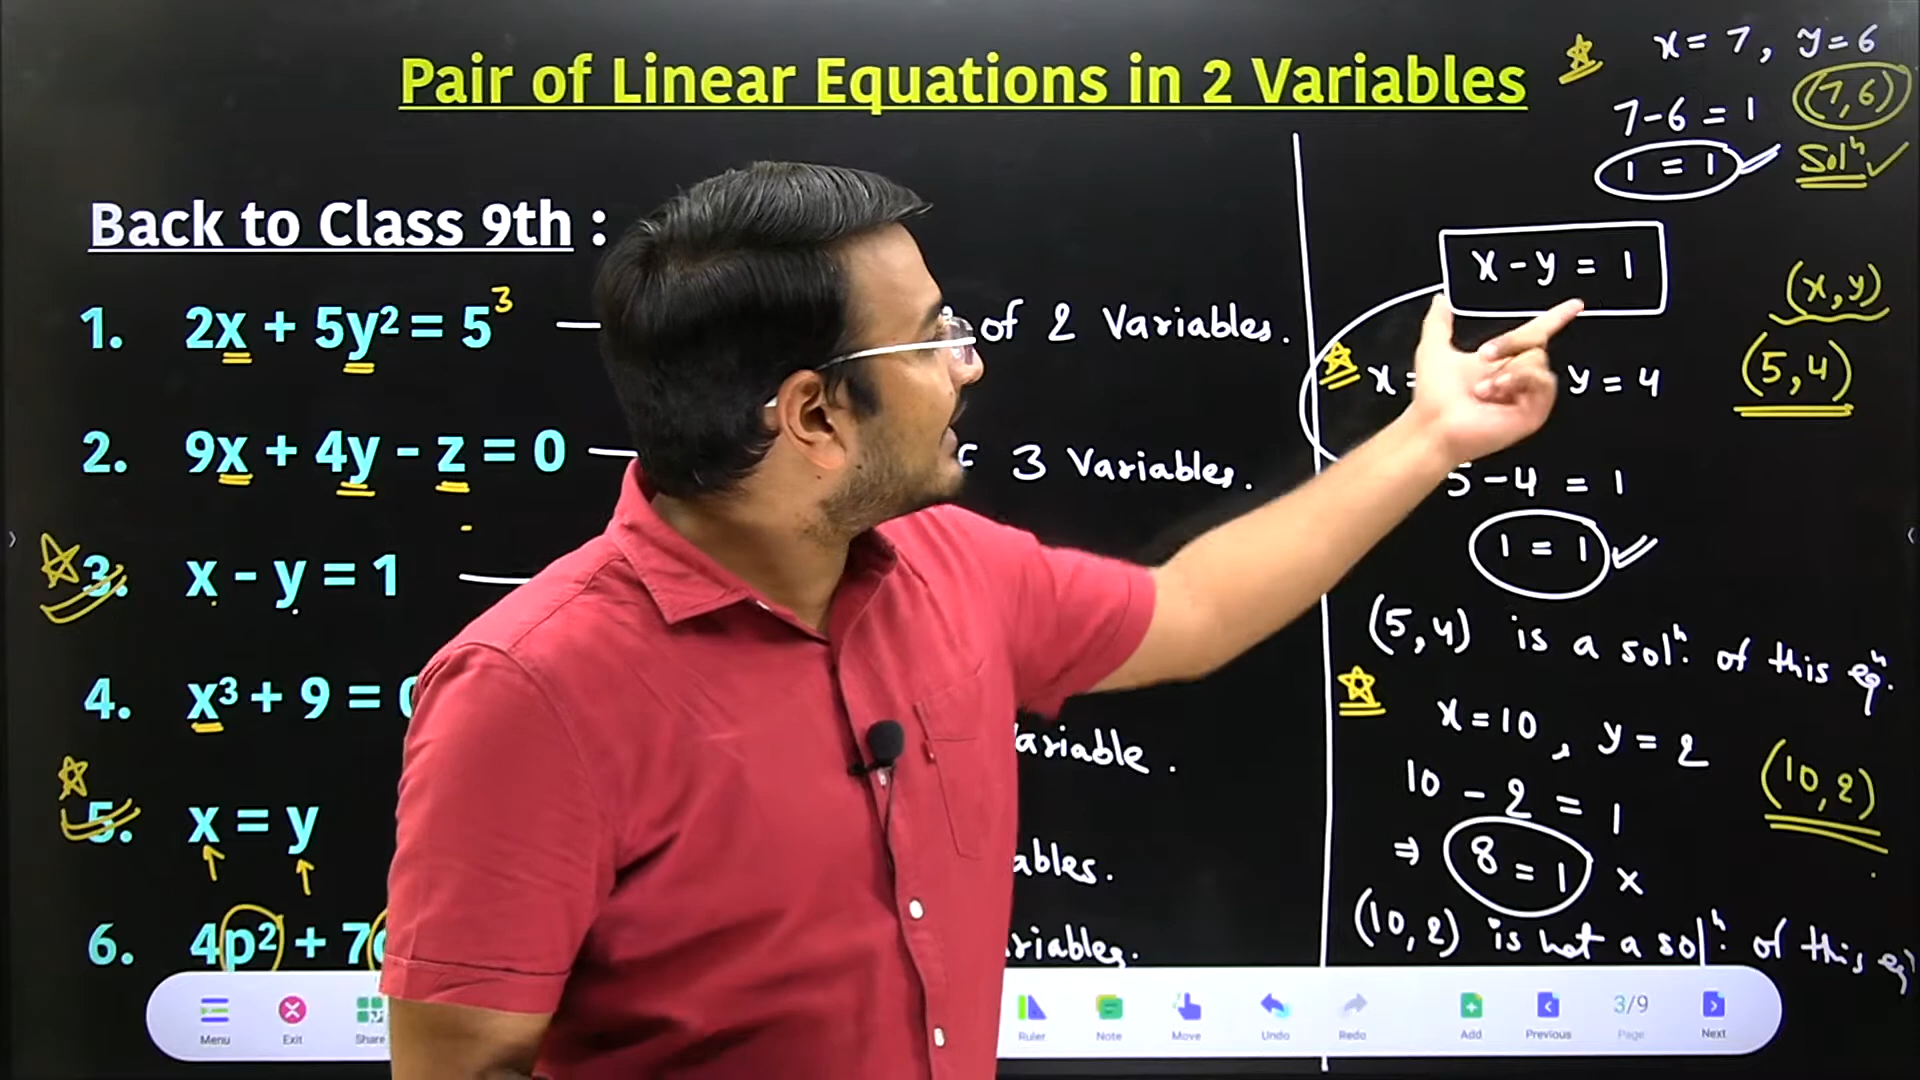 Pair of Linear Equations in 2 Variables
Back to Class 9th :
1. 2x + 5y² = 5³ — of 2 Variables.
2. 9x + 4y - z = 0 — 3 Variables.
3. x - y = 1 —
4. x³ + 9 =
ariable.
5. x = y
ables.
6. 4p² + 7
riables.
x = 7, y = 6
7-6 = 1 (7,6)
1 = 1 ✓ Solⁿ ✓
x - y = 1
(x,y)
x = y = 4 (5,4)
5-4 = 1
1 = 1 ✓
(5,4) is a solⁿ. of this eqⁿ.
x = 10, y = 2
10 - 2 = 1 (10,2)
⇒ 8 = 1 x
(10,2) is not a solⁿ. of this eqⁿ
Menu Exit Share Ruler Note Move Undo Redo Add Previous 3/9 Page Next